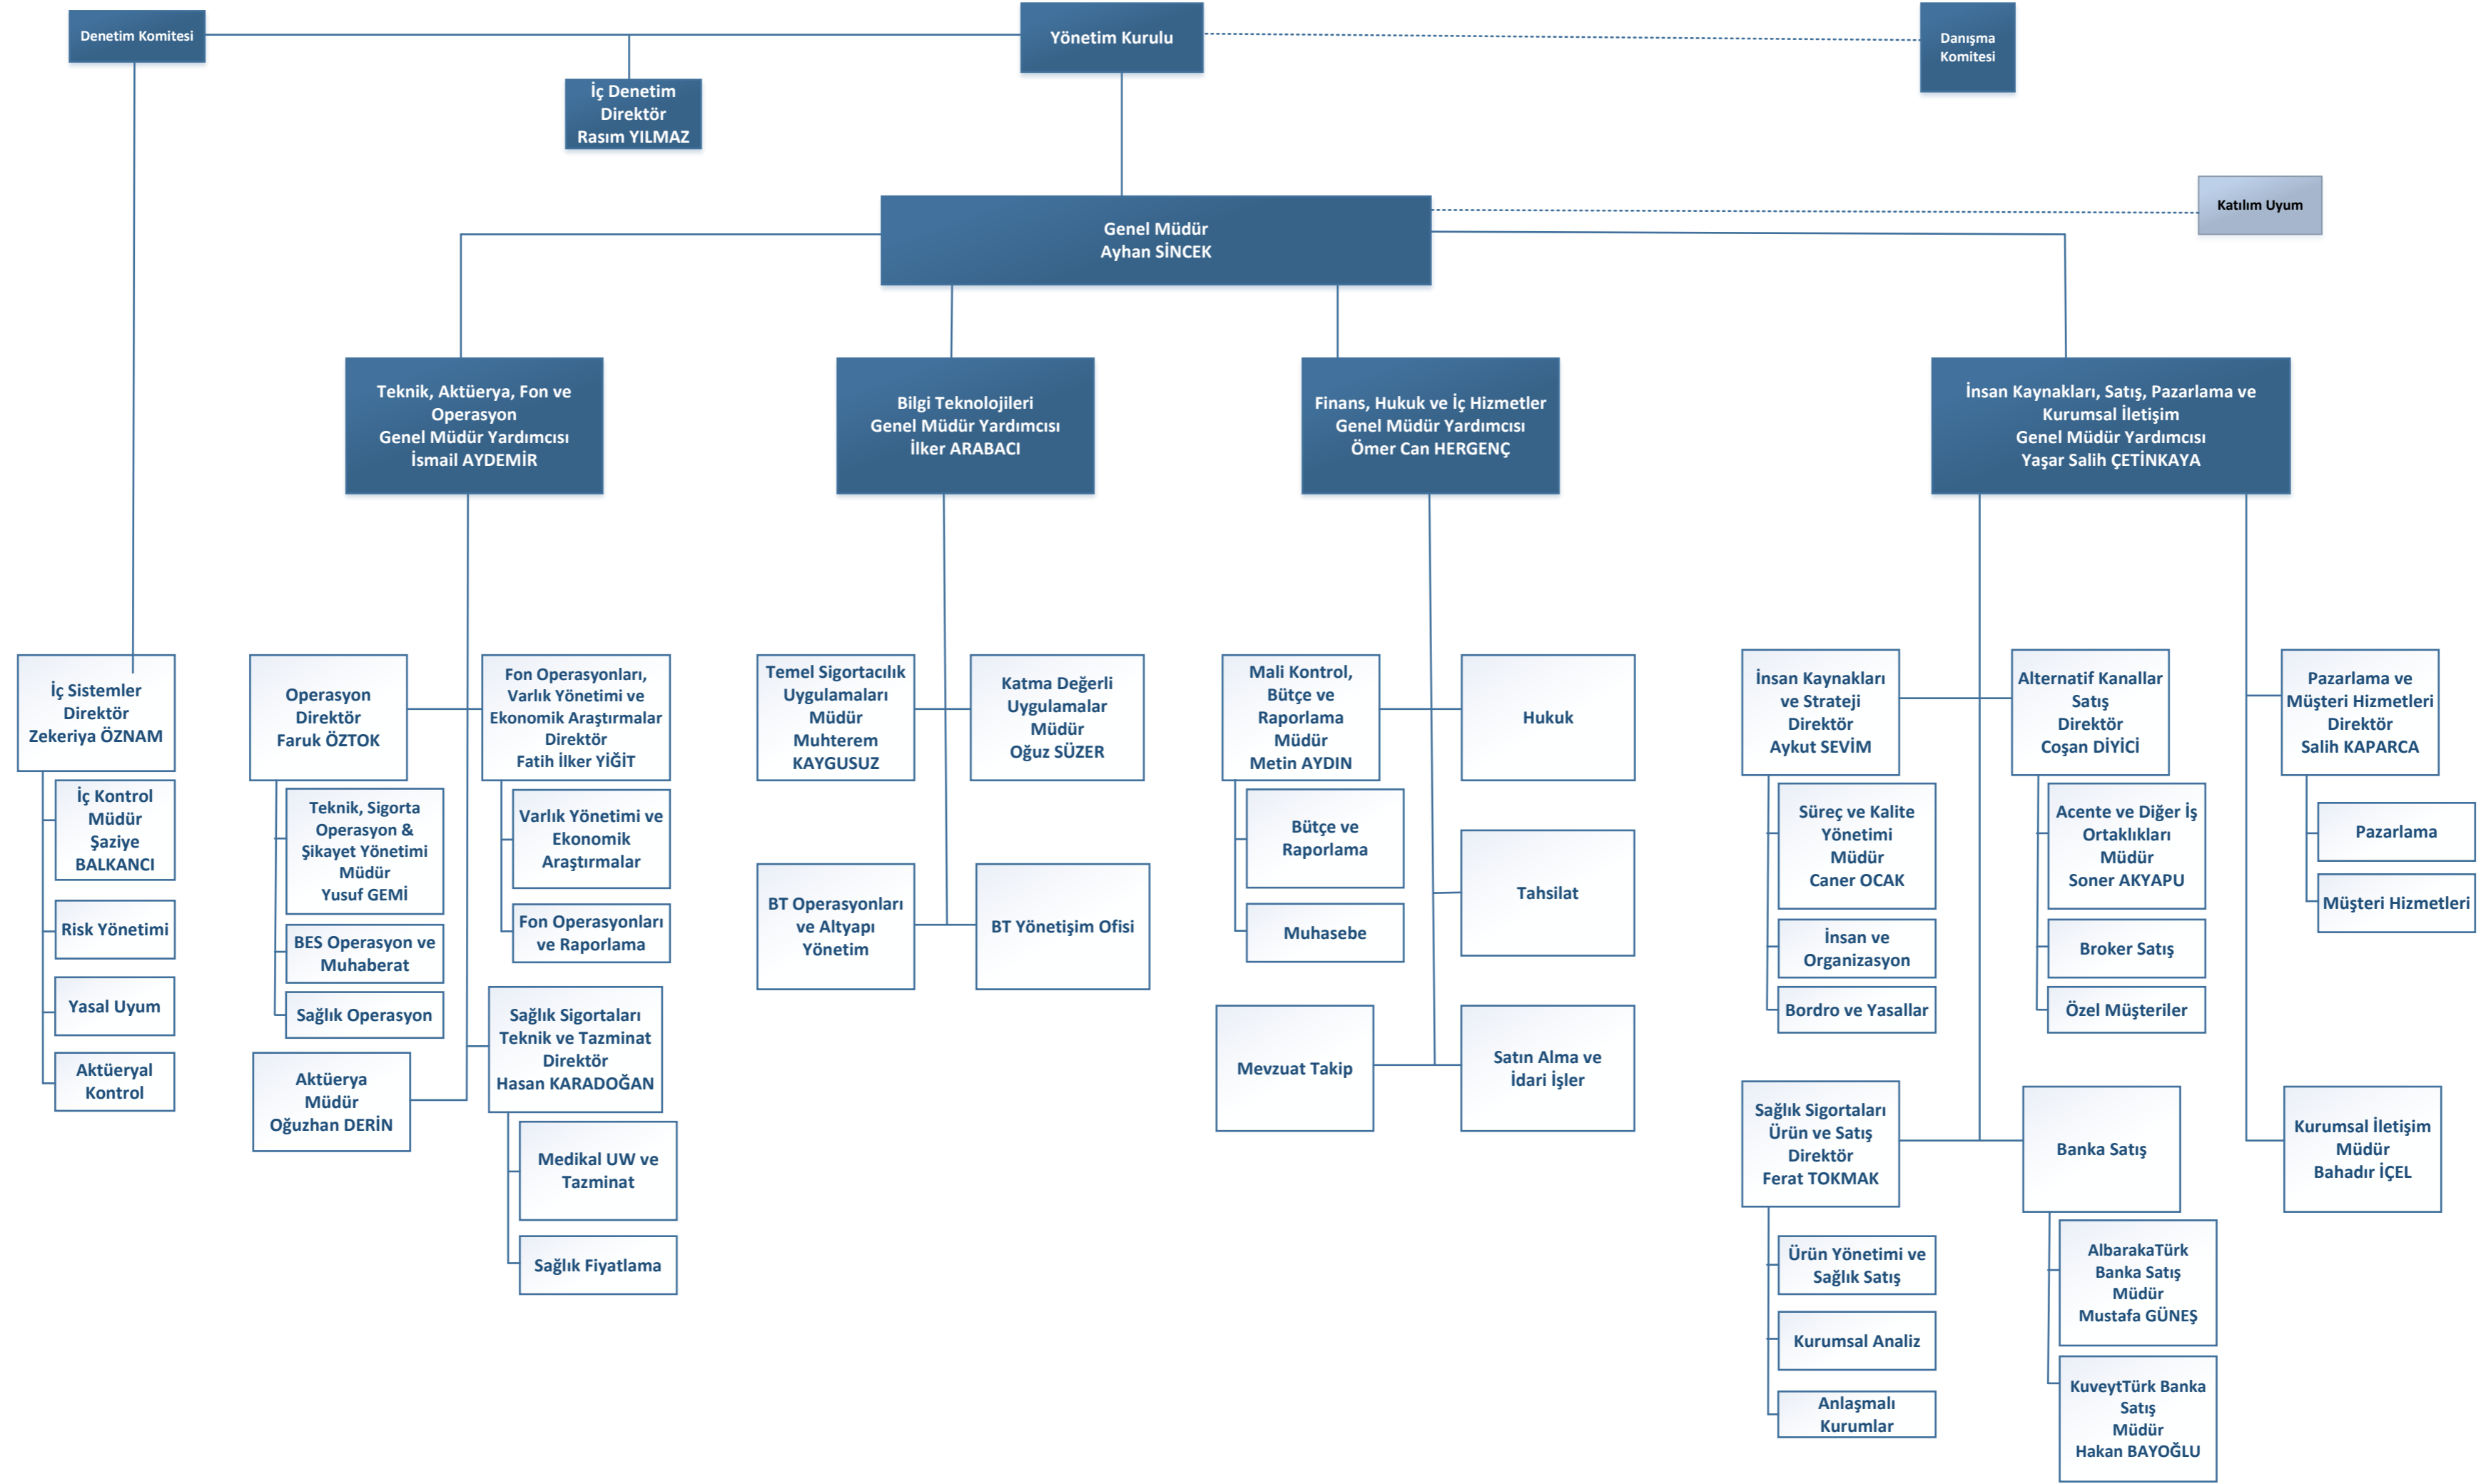 Denetim Komitesi
Yönetim Kurulu
Danışma
Komitesi
İç Denetim
Direktör
Rasım YILMAZ
Katılım Uyum
Genel Müdür
Ayhan SİNCEK
Teknik, Aktüerya, Fon ve
Operasyon
Genel Müdür Yardımcısı
İsmail AYDEMİR
Bilgi Teknolojileri
Genel Müdür Yardımcısı
İlker ARABACI
Finans, Hukuk ve İç Hizmetler
Genel Müdür Yardımcısı
Ömer Can HERGENÇ
İnsan Kaynakları, Satış, Pazarlama ve
Kurumsal İletişim
Genel Müdür Yardımcısı
Yaşar Salih ÇETİNKAYA
İç Sistemler
Direktör
Zekeriya ÖZNAM
İç Kontrol
Müdür
Şaziye
BALKANCI
Risk Yönetimi
Yasal Uyum
Aktüeryal
Kontrol
Operasyon
Direktör
Faruk ÖZTOK
Teknik, Sigorta
Operasyon &
Şikayet Yönetimi
Müdür
Yusuf GEMİ
BES Operasyon ve
Muhaberat
Sağlık Operasyon
Aktüerya
Müdür
Oğuzhan DERİN
Fon Operasyonları,
Varlık Yönetimi ve
Ekonomik Araştırmalar
Direktör
Fatih İlker YİĞİT
Varlık Yönetimi ve
Ekonomik
Araştırmalar
Fon Operasyonları
ve Raporlama
Sağlık Sigortaları
Teknik ve Tazminat
Direktör
Hasan KARADOĞAN
Medikal UW ve
Tazminat
Sağlık Fiyatlama
Temel Sigortacılık
Uygulamaları
Müdür
Muhterem
KAYGUSUZ
Katma Değerli
Uygulamalar
Müdür
Oğuz SÜZER
BT Operasyonları
ve Altyapı
Yönetim
BT Yönetişim Ofisi
Mali Kontrol,
Bütçe ve
Raporlama
Müdür
Metin AYDIN
Bütçe ve
Raporlama
Muhasebe
Hukuk
Tahsilat
Mevzuat Takip
Satın Alma ve
İdari İşler
İnsan Kaynakları
ve Strateji
Direktör
Aykut SEVİM
Süreç ve Kalite
Yönetimi
Müdür
Caner OCAK
İnsan ve
Organizasyon
Bordro ve Yasallar
Alternatif Kanallar
Satış
Direktör
Coşan DİYİCİ
Acente ve Diğer İş
Ortaklıkları
Müdür
Soner AKYAPU
Broker Satış
Özel Müşteriler
Pazarlama ve
Müşteri Hizmetleri
Direktör
Salih KAPARCA
Pazarlama
Müşteri Hizmetleri
Sağlık Sigortaları
Ürün ve Satış
Direktör
Ferat TOKMAK
Ürün Yönetimi ve
Sağlık Satış
Kurumsal Analiz
Anlaşmalı
Kurumlar
Banka Satış
AlbarakaTürk
Banka Satış
Müdür
Mustafa GÜNEŞ
KuveytTürk Banka
Satış
Müdür
Hakan BAYOĞLU
Kurumsal İletişim
Müdür
Bahadır İÇEL